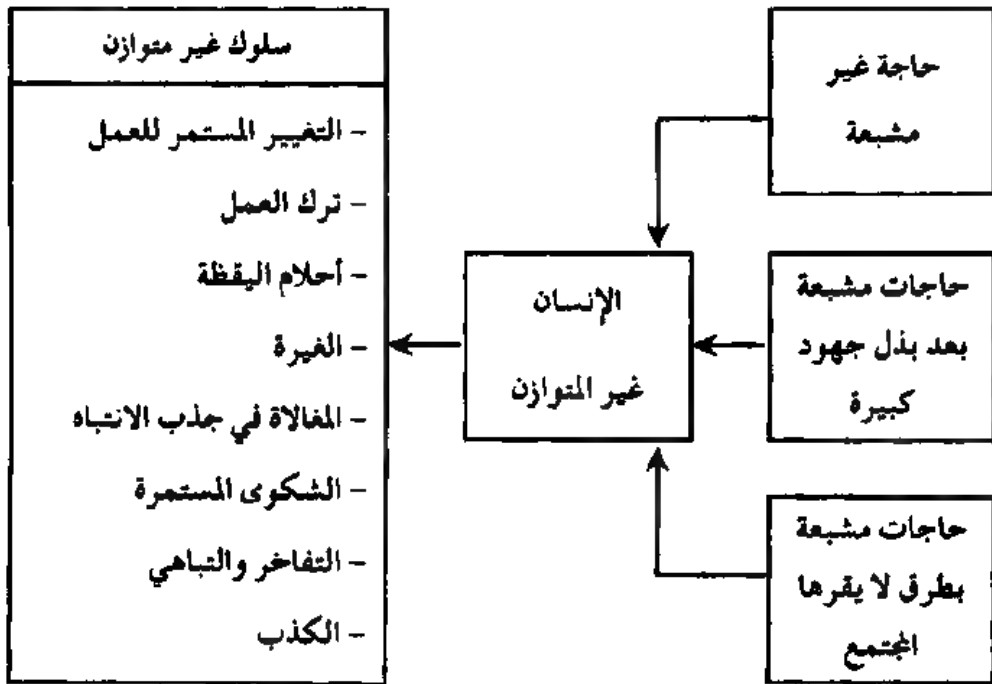 حاجة غير
مشبعة
حاجات مشبعة
بعد بذل جهود
كبيرة
حاجات مشبعة
بطرق لا يقرها
المجتمع
الإنسان
غير المتوازن
سلوك غير متوازن
- التغيير المستمر للعمل
- ترك العمل
- أحلام اليقظة
- الغيرة
- المغالاة في جذب الانتباه
- الشكوى المستمرة
- التفاخر والتباهي
- الكذب